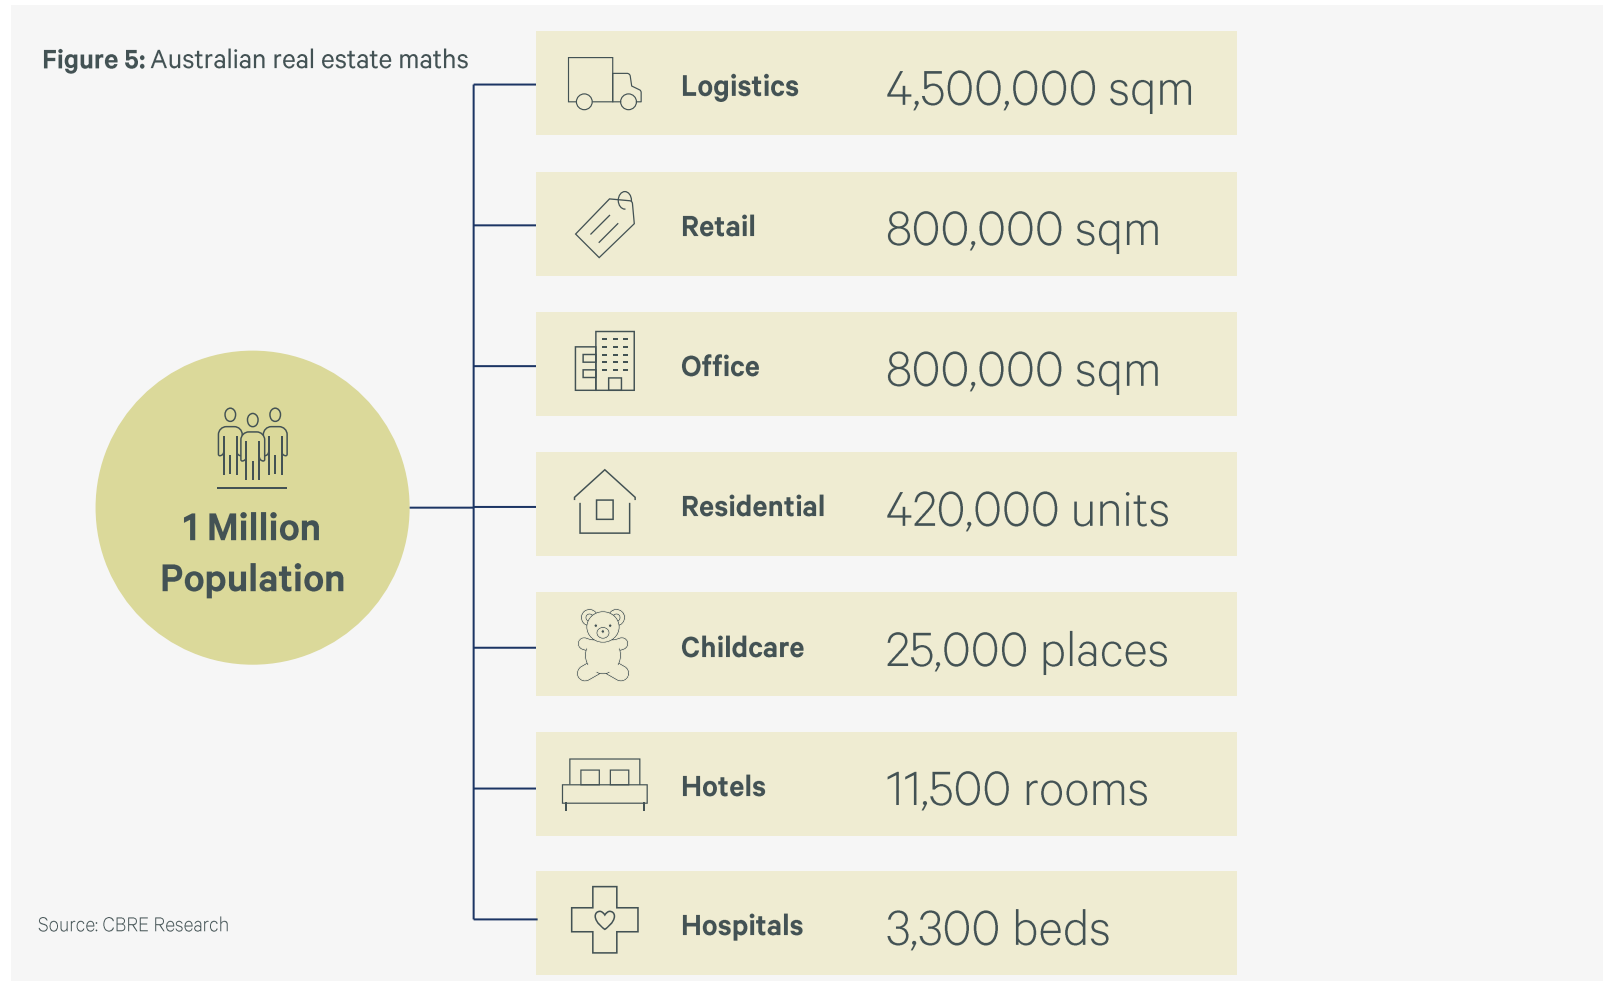 Figure 5: Australian real estate maths
Logistics 4,500,000 sqm
Retail 800,000 sqm
Office 800,000 sqm
1 Million
Population
Residential 420,000 units
Childcare 25,000 places
Hotels 11,500 rooms
Hospitals 3,300 beds
Source: CBRE Research